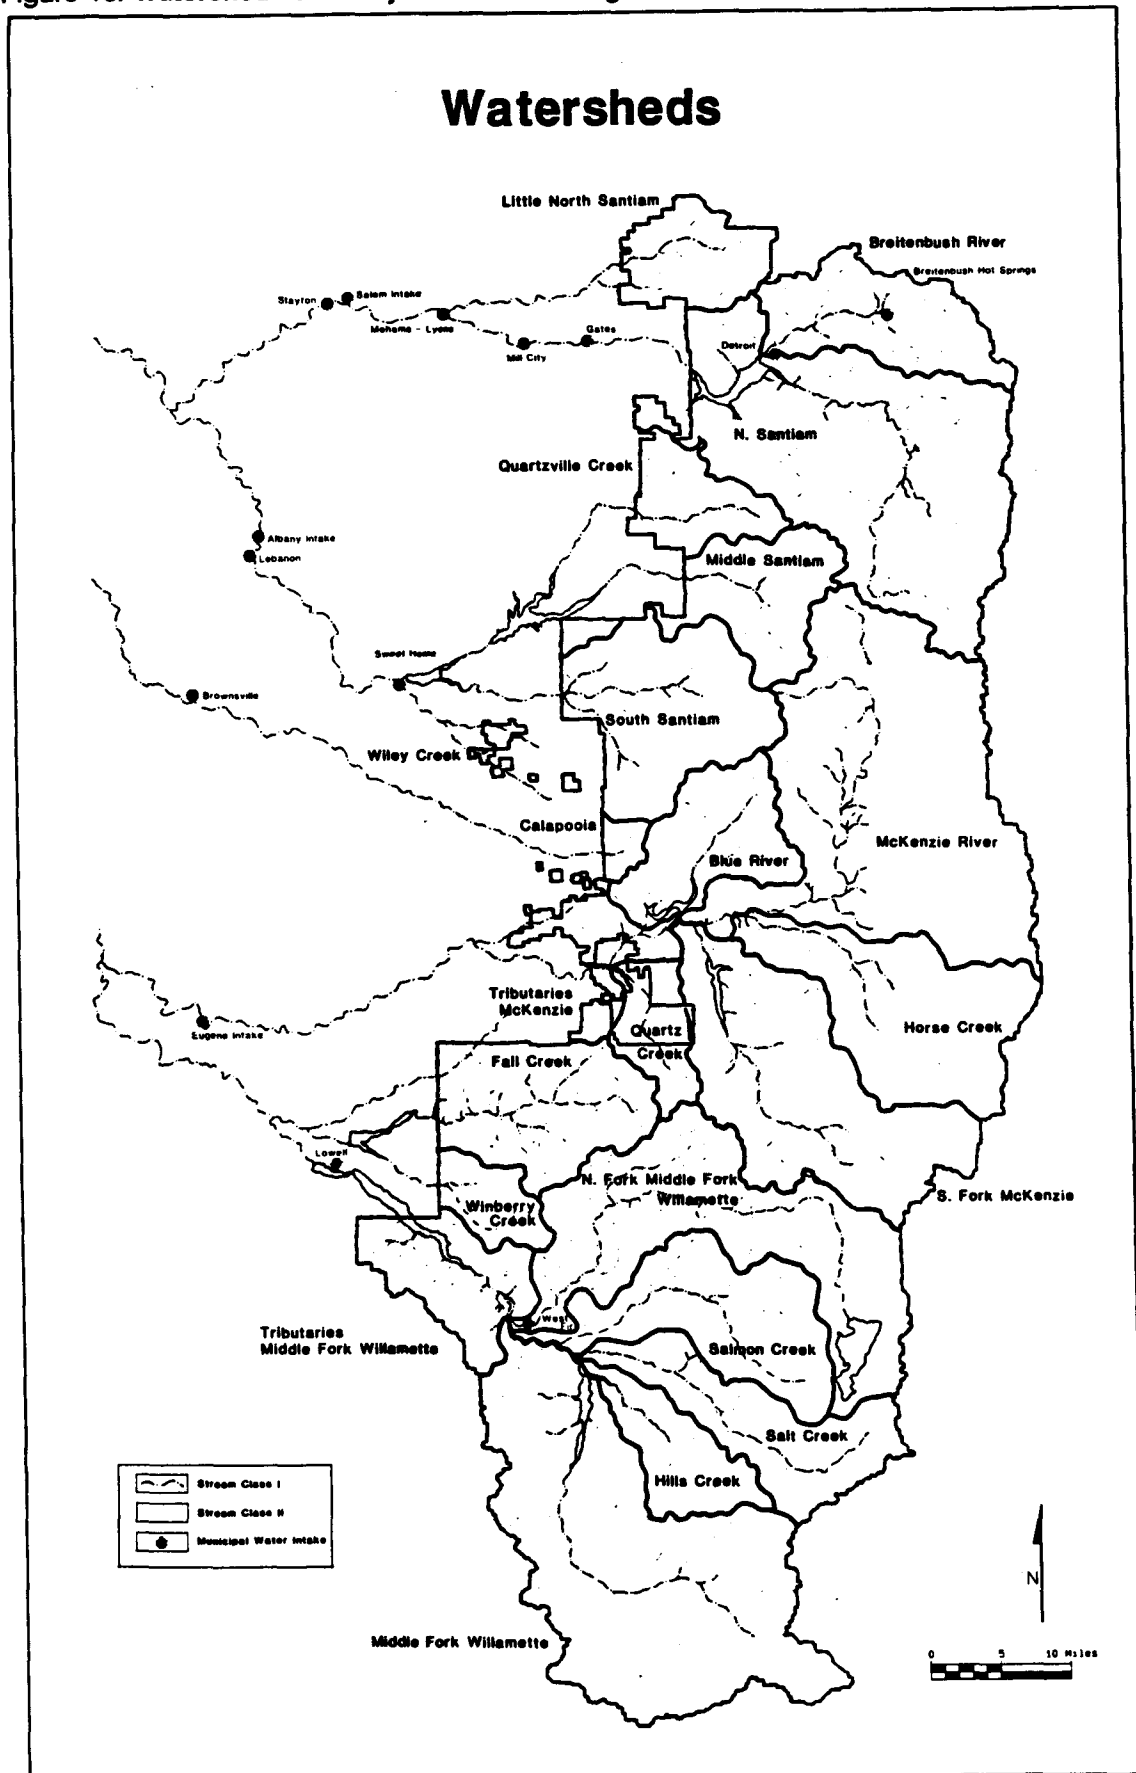 Watersheds
Little North Santiam
Breitenbush River
Breitenbush Hot Springs
Stayton
Salem Intake
Mehama - Lyons
Gates
Mill City
Detroit
N. Santiam
Quartzville Creek
Albany Intake
Lebanon
Middle Santiam
Sweet Home
Brownsville
South Santiam
Wiley Creek
Calapooia
McKenzie River
Blue River
Tributaries
McKenzie
Quartz
Creek
Horse Creek
Eugene Intake
Fall Creek
Lowell
N. Fork Middle Fork
Willamette
S. Fork McKenzie
Winberry
Creek
Tributaries
Middle Fork Willamette
Salmon Creek
Salt Creek
Hills Creek
Stream Class I
Stream Class II
Municipal Water Intake
N
Middle Fork Willamette
0 5 10 Miles